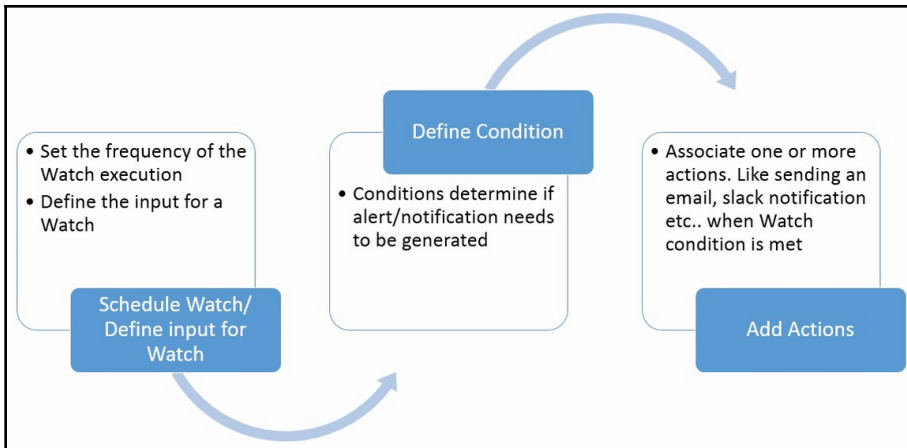 • Set the frequency of the
Watch execution
• Define the input for a
Watch
Schedule Watch/
Define input for
Watch
Define Condition
• Conditions determine if
alert/notification needs
to be generated
• Associate one or more
actions. Like sending an
email, slack notification
etc.. when Watch
condition is met
Add Actions